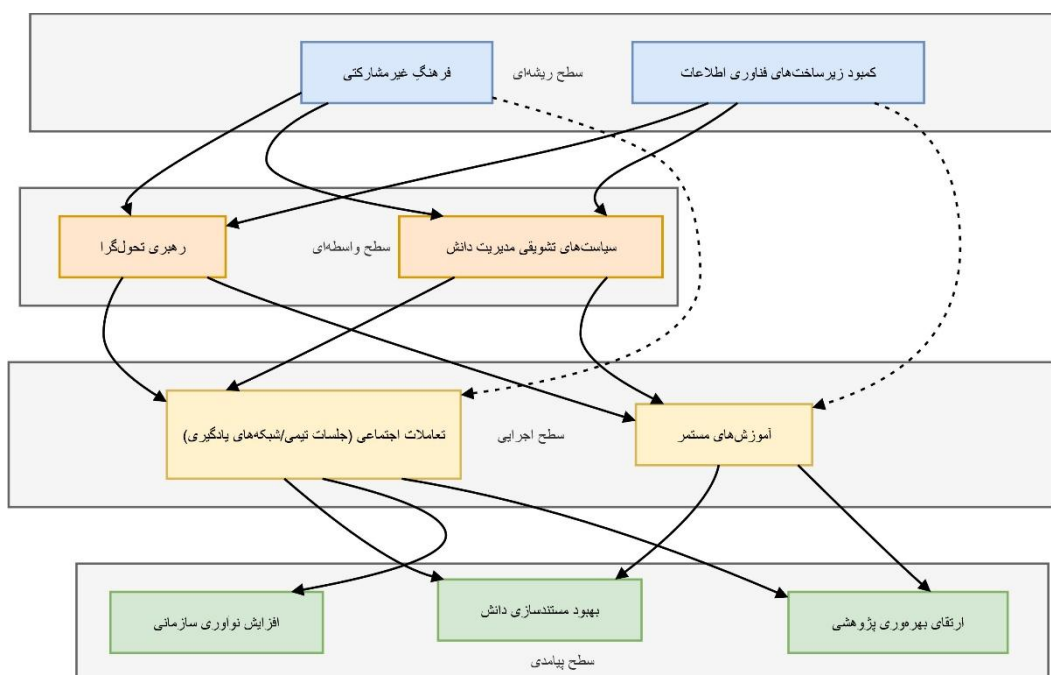 کمبود زیرساخت‌های فناوری اطلاعات
سطح ریشه‌ای
فرهنگِ غیرمشارکتی
سیاست‌های تشویقی مدیریت دانش
سطح واسطه‌ای
رهبری تحول‌گرا
آموزش‌های مستمر
سطح اجرایی
تعاملات اجتماعی (جلسات تیمی/شبکه‌های یادگیری)
ارتقای بهره‌وری پژوهشی
بهبود مستندسازی دانش
افزایش نوآوری سازمانی
سطح پیامدی